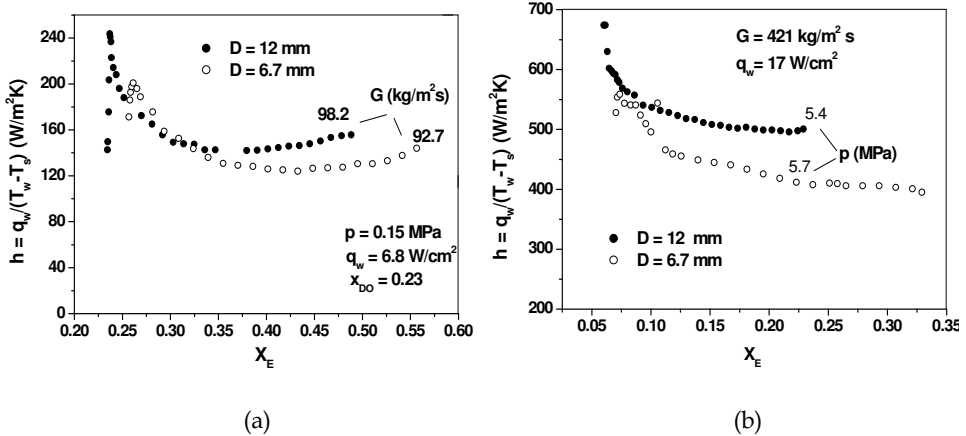 240
200
160
120
80
40
0
h = q_w/(T_w-T_s) (W/m²K)
D = 12 mm
D = 6.7 mm
G (kg/m²s)
98.2
92.7
p = 0.15 MPa
q_w = 6.8 W/cm²
x_DO = 0.23
0.20 0.25 0.30 0.35 0.40 0.45 0.50 0.55 0.60
X_E
(a)
700
600
500
400
300
200
h = q_w/(T_w-T_s) (W/m²K)
G = 421 kg/m² s
q_w = 17 W/cm²
5.4
p (MPa)
5.7
D = 12 mm
D = 6.7 mm
0.05 0.10 0.15 0.20 0.25 0.30 0.35
X_E
(b)